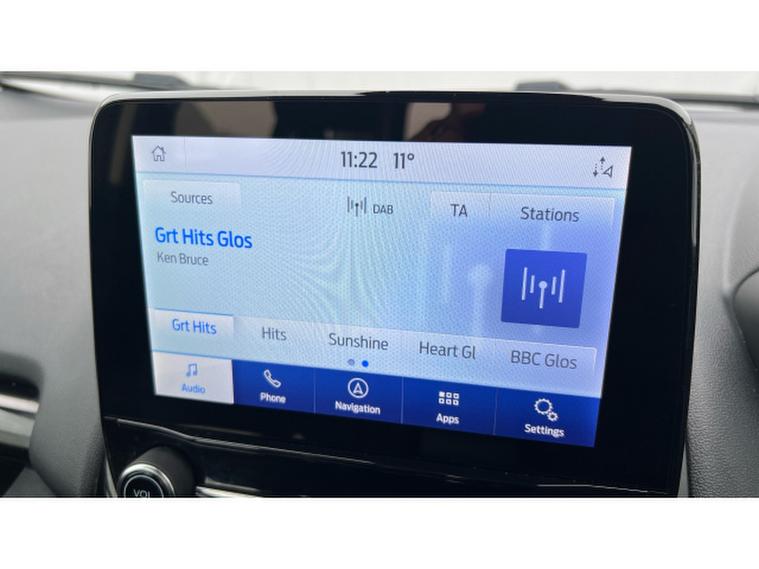 11:22 11°
Sources DAB TA Stations
Grt Hits Glos
Ken Bruce
Grt Hits Hits Sunshine Heart Gl BBC Glos
Audio Phone Navigation Apps Settings
VOL